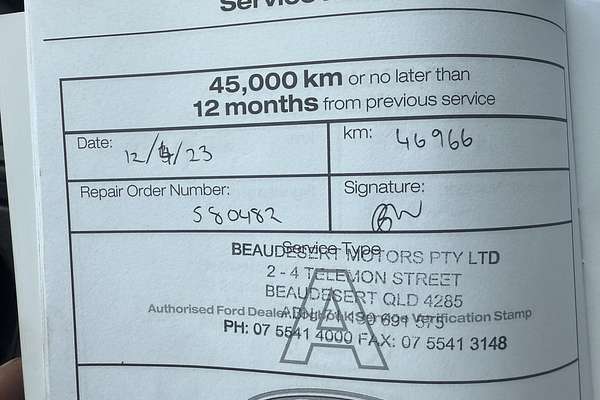 45,000 km or no later than
12 months from previous service
Date: 12/4/23
km: 46966
Repair Order Number: 580482
Signature:
Service Type
BEAUDESERT MOTORS PTY LTD
2 - 4 TELEMON STREET
BEAUDESERT QLD 4285
A
Authorised Ford Dealer Service Verification Stamp
PH: 07 5541 4000 FAX: 07 5541 3148